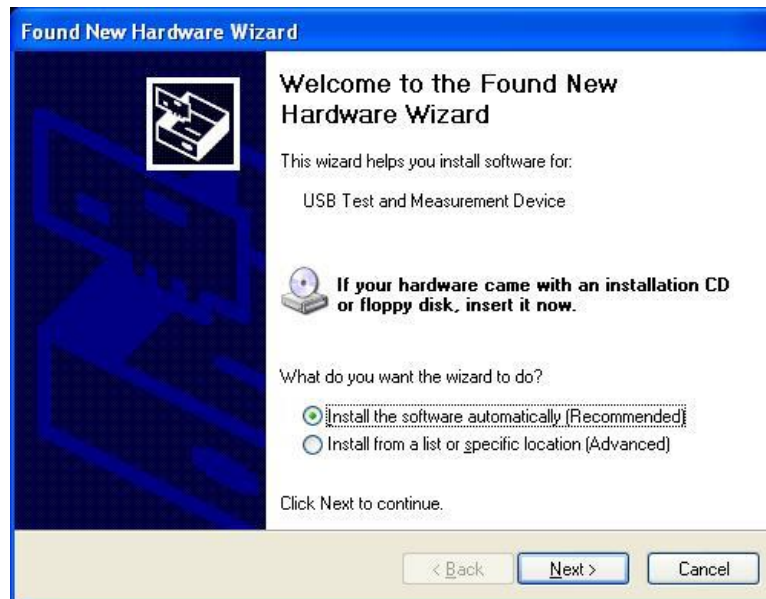 Found New Hardware Wizard
Welcome to the Found New
Hardware Wizard
This wizard helps you install software for:
USB Test and Measurement Device
If your hardware came with an installation CD
or floppy disk, insert it now.
What do you want the wizard to do?
Install the software automatically (Recommended)
Install from a list or specific location (Advanced)
Click Next to continue.
< Back
Next >
Cancel